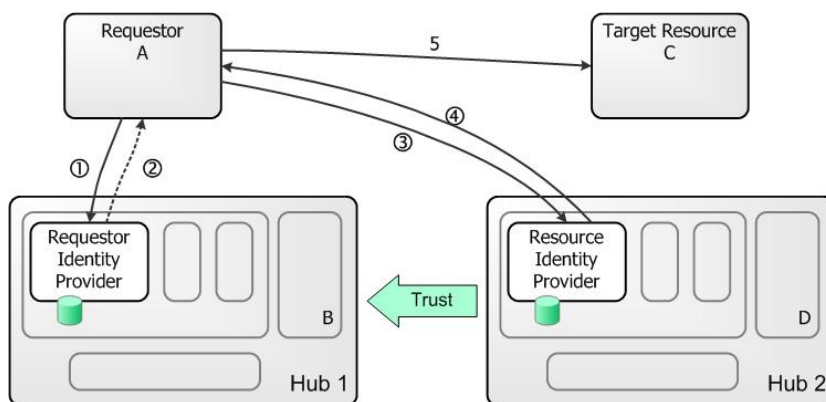 Requestor
A
5
Target Resource
C
④
③
①
②
Requestor
Identity
Provider
B
Hub 1
Trust
Resource
Identity
Provider
D
Hub 2